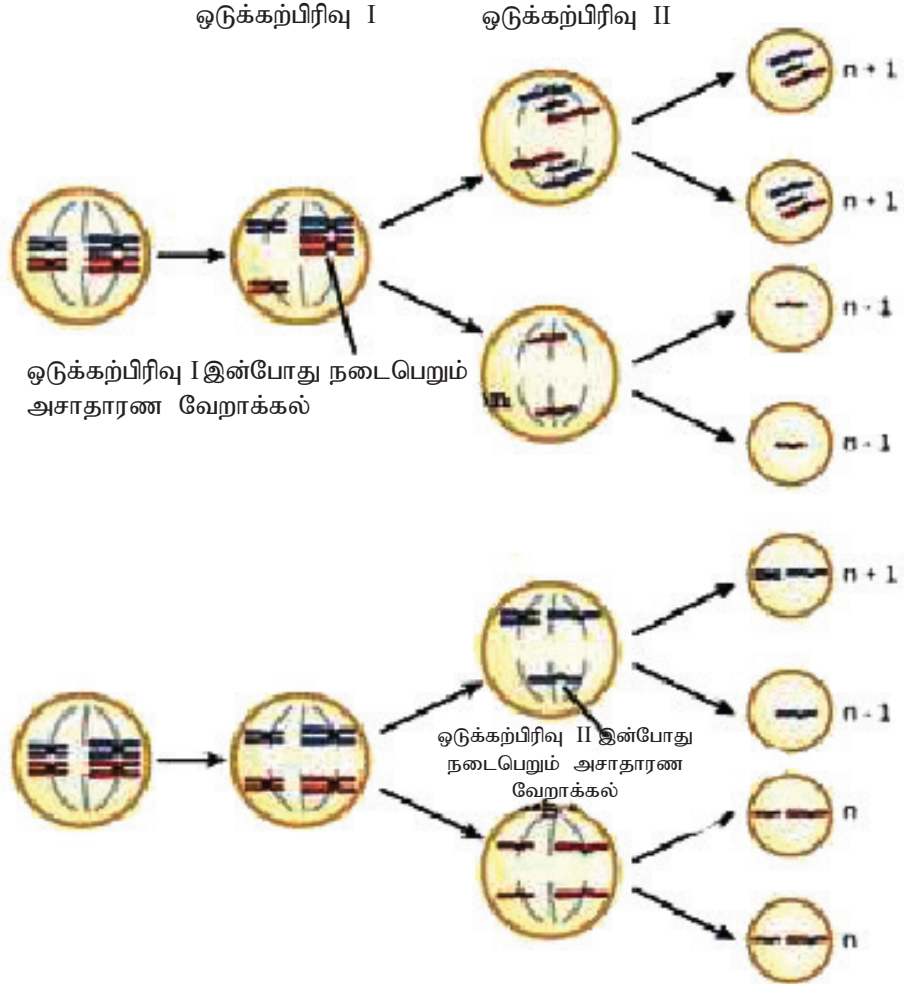 ஒடுக்கற்பிரிவு I
ஒடுக்கற்பிரிவு II
n + 1
n + 1
n - 1
ஒடுக்கற்பிரிவு I இன்போது நடைபெறும்
அசாதாரண வேறாக்கல்
n - 1
n + 1
n - 1
ஒடுக்கற்பிரிவு II இன்போது
நடைபெறும் அசாதாரண
வேறாக்கல்
n
n